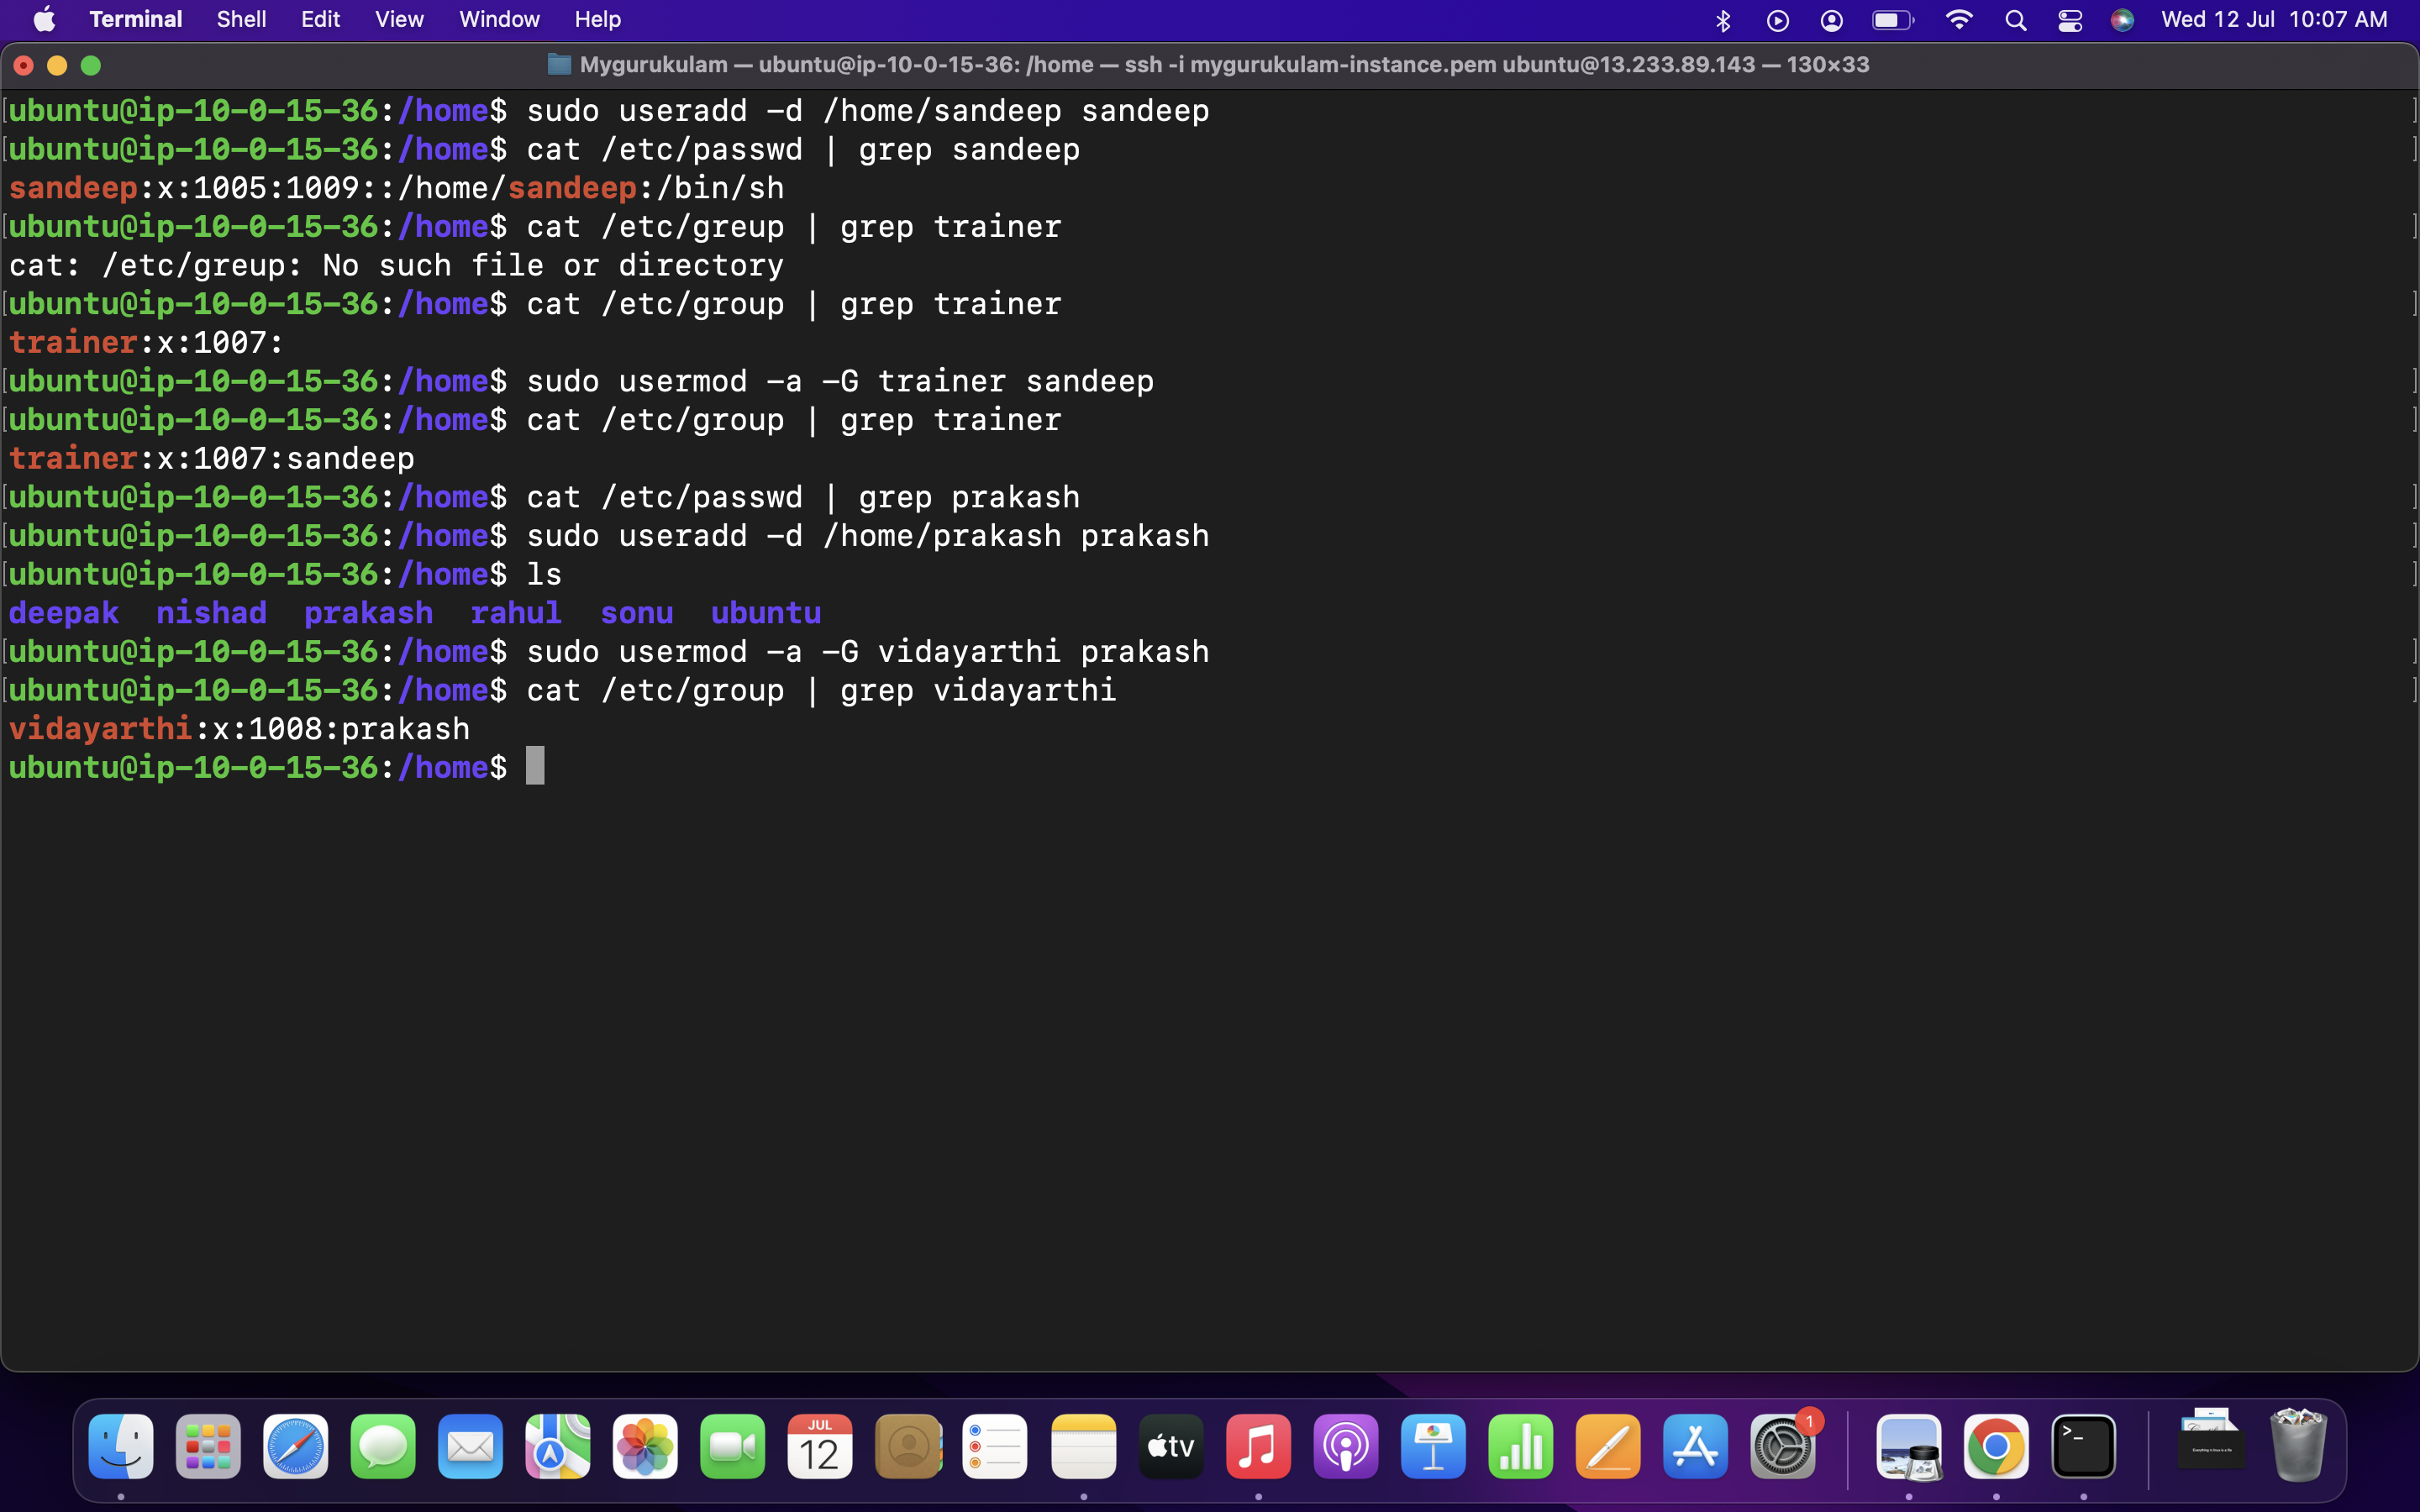 Terminal Shell Edit View Window Help Wed 12 Jul 10:07 AM
Mygurukulam — ubuntu@ip-10-0-15-36: /home — ssh -i mygurukulam-instance.pem ubuntu@13.233.89.143 — 130×33
ubuntu@ip-10-0-15-36:/home$ sudo useradd -d /home/sandeep sandeep
ubuntu@ip-10-0-15-36:/home$ cat /etc/passwd | grep sandeep
sandeep:x:1005:1009::/home/sandeep:/bin/sh
ubuntu@ip-10-0-15-36:/home$ cat /etc/greup | grep trainer
cat: /etc/greup: No such file or directory
ubuntu@ip-10-0-15-36:/home$ cat /etc/group | grep trainer
trainer:x:1007:
ubuntu@ip-10-0-15-36:/home$ sudo usermod -a -G trainer sandeep
ubuntu@ip-10-0-15-36:/home$ cat /etc/group | grep trainer
trainer:x:1007:sandeep
ubuntu@ip-10-0-15-36:/home$ cat /etc/passwd | grep prakash
ubuntu@ip-10-0-15-36:/home$ sudo useradd -d /home/prakash prakash
ubuntu@ip-10-0-15-36:/home$ ls
deepak nishad prakash rahul sonu ubuntu
ubuntu@ip-10-0-15-36:/home$ sudo usermod -a -G vidayarthi prakash
ubuntu@ip-10-0-15-36:/home$ cat /etc/group | grep vidayarthi
vidayarthi:x:1008:prakash
ubuntu@ip-10-0-15-36:/home$
JUL
12
tv
1
>_